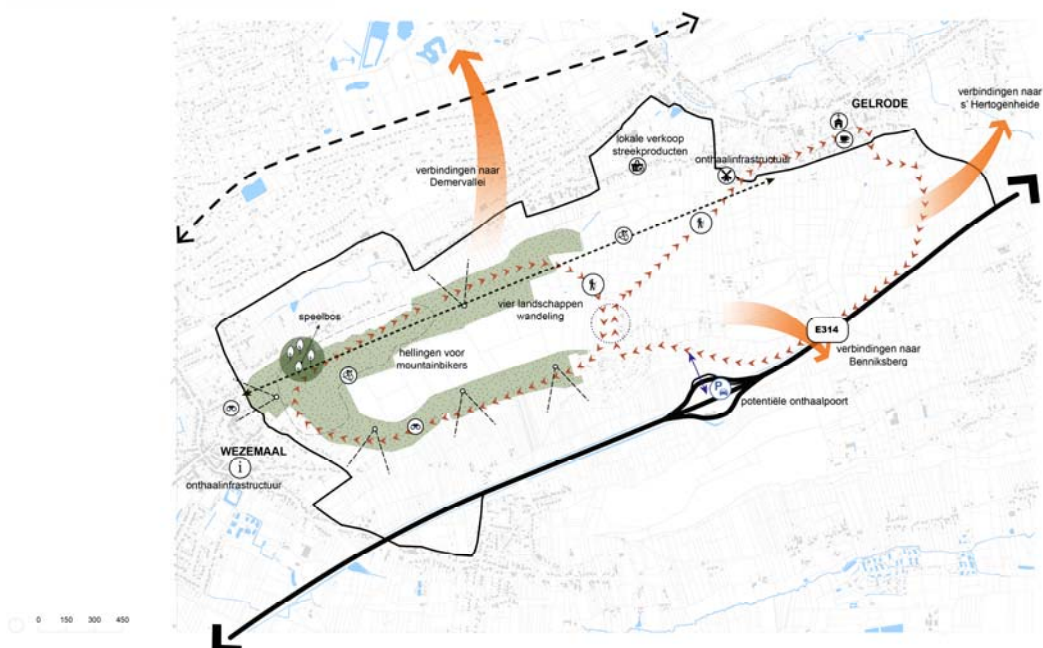 verbindingen naar
s' Hertogenheide
GELRODE
lokale verkoop
streekproducten
onthaalinfrastructuur
verbindingen naar
Demervallei
vier landschappen
wandeling
speelbos
hellingen voor
mountainbikers
E314
verbindingen naar
Benniksberg
P
potentiële onthaalpoort
WEZEMAAL
i
onthaalinfrastructuur
0 150 300 450